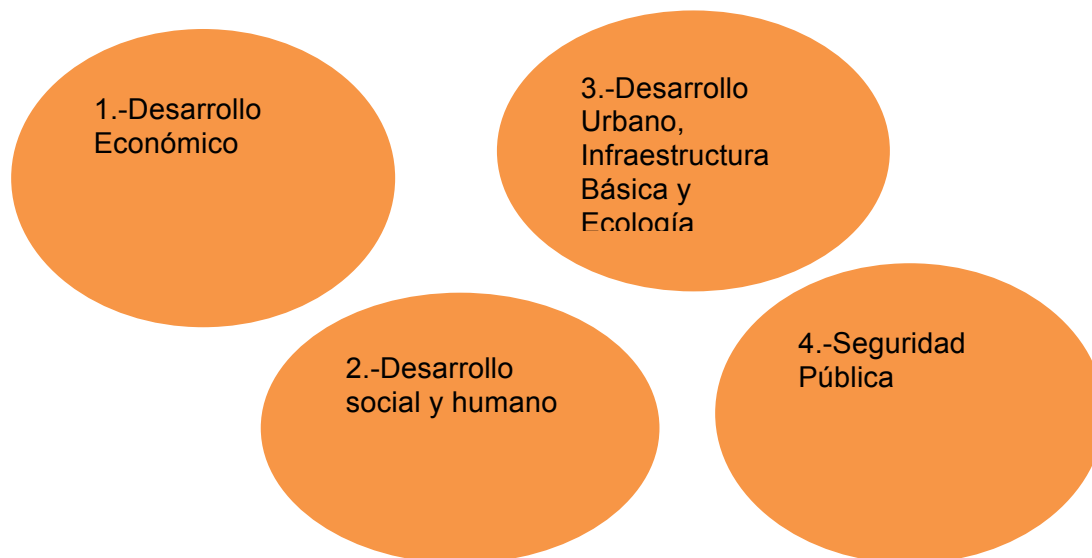 1.-Desarrollo
Económico
2.-Desarrollo
social y humano
3.-Desarrollo
Urbano,
Infraestructura
Básica y
Ecología
4.-Seguridad
Pública